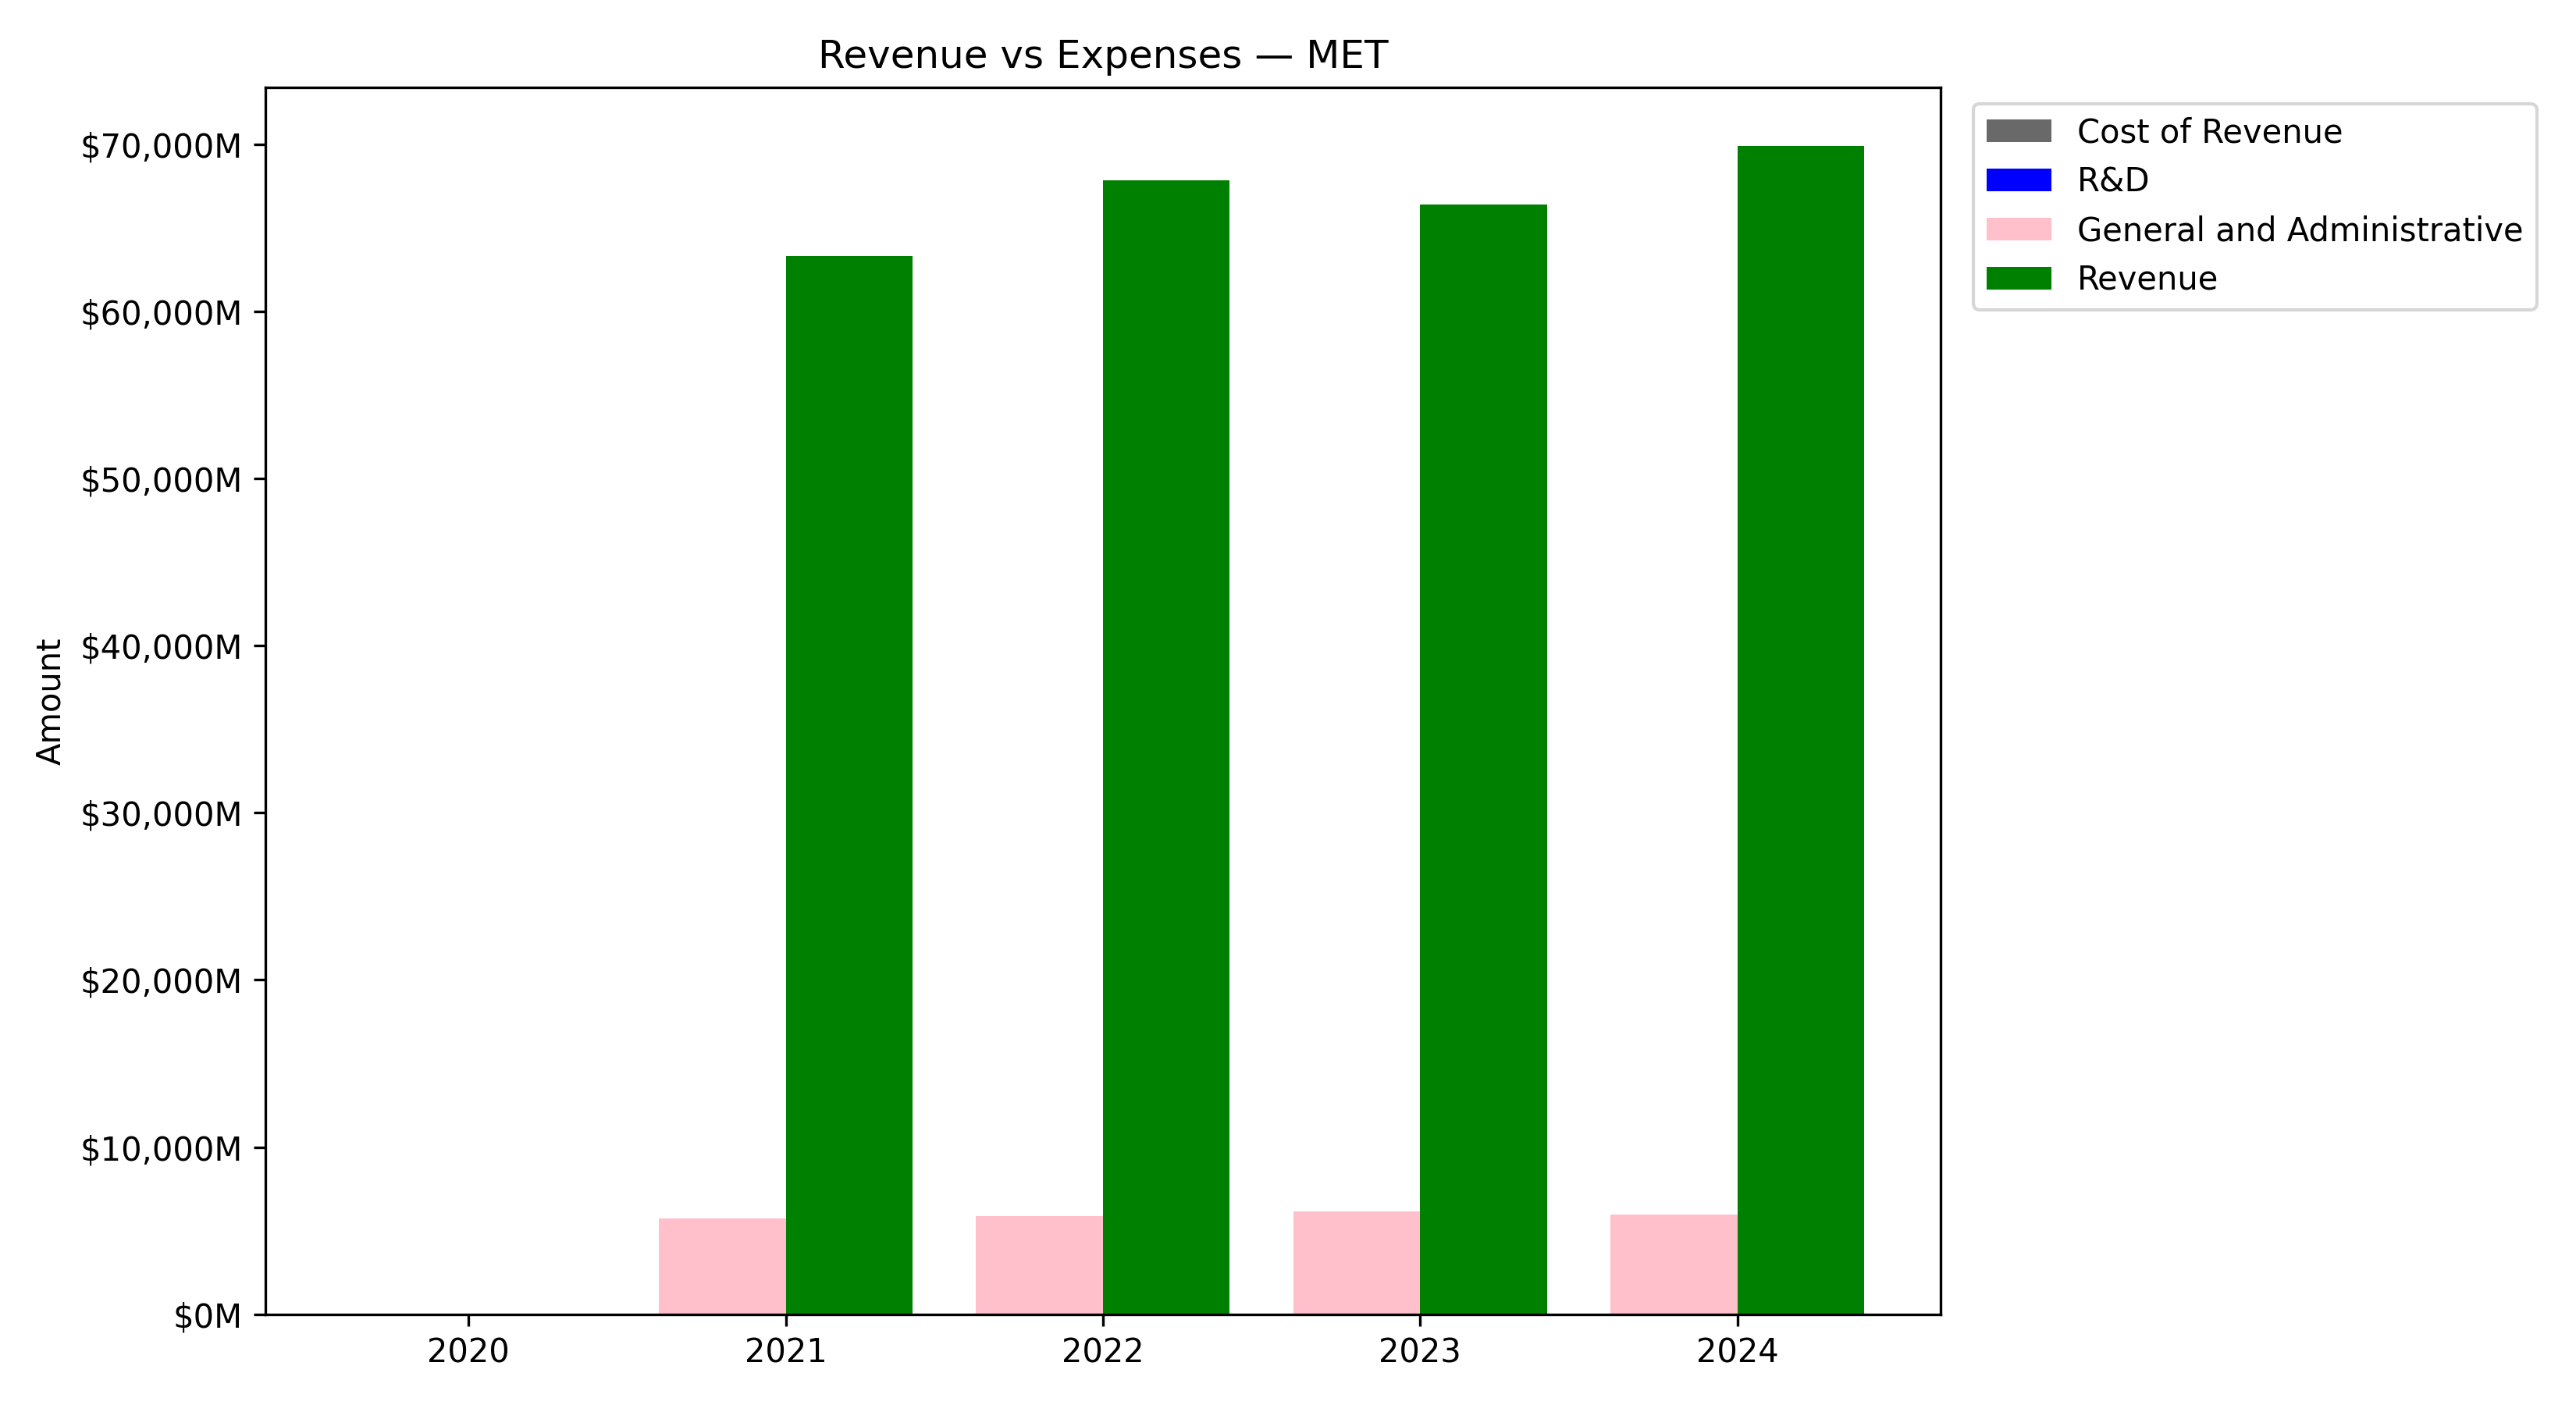 Revenue vs Expenses — MET
$70,000M
$60,000M
$50,000M
$40,000M
$30,000M
$20,000M
$10,000M
$0M
Amount
2020
2021
2022
2023
2024
Cost of Revenue
R&D
General and Administrative
Revenue